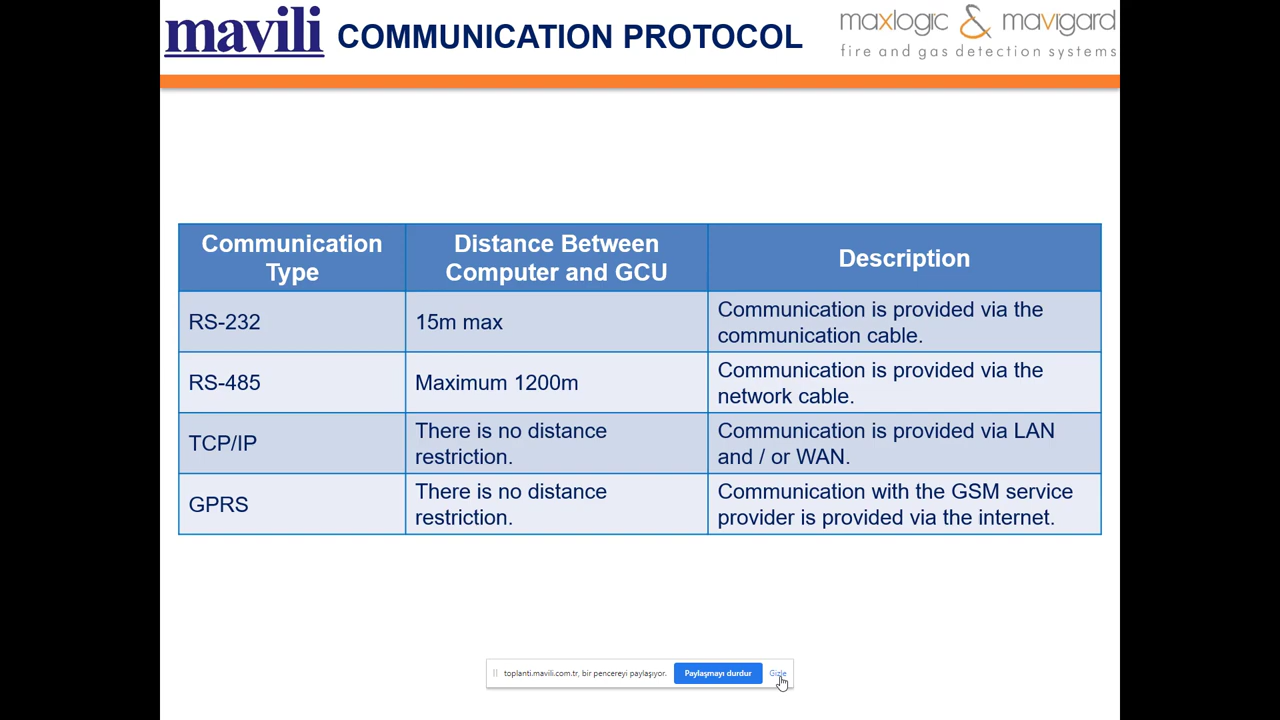 mavili COMMUNICATION PROTOCOL maxlogic & mavigard
fire and gas detection systems
Communication Type
Distance Between Computer and GCU
Description
RS-232
15m max
Communication is provided via the
communication cable.
RS-485
Maximum 1200m
Communication is provided via the
network cable.
TCP/IP
There is no distance
restriction.
Communication is provided via LAN
and / or WAN.
GPRS
There is no distance
restriction.
Communication with the GSM service
provider is provided via the internet.
toplanti.mavili.com.tr, bir pencereyi paylaşıyor. Paylaşmayı durdur Gizle